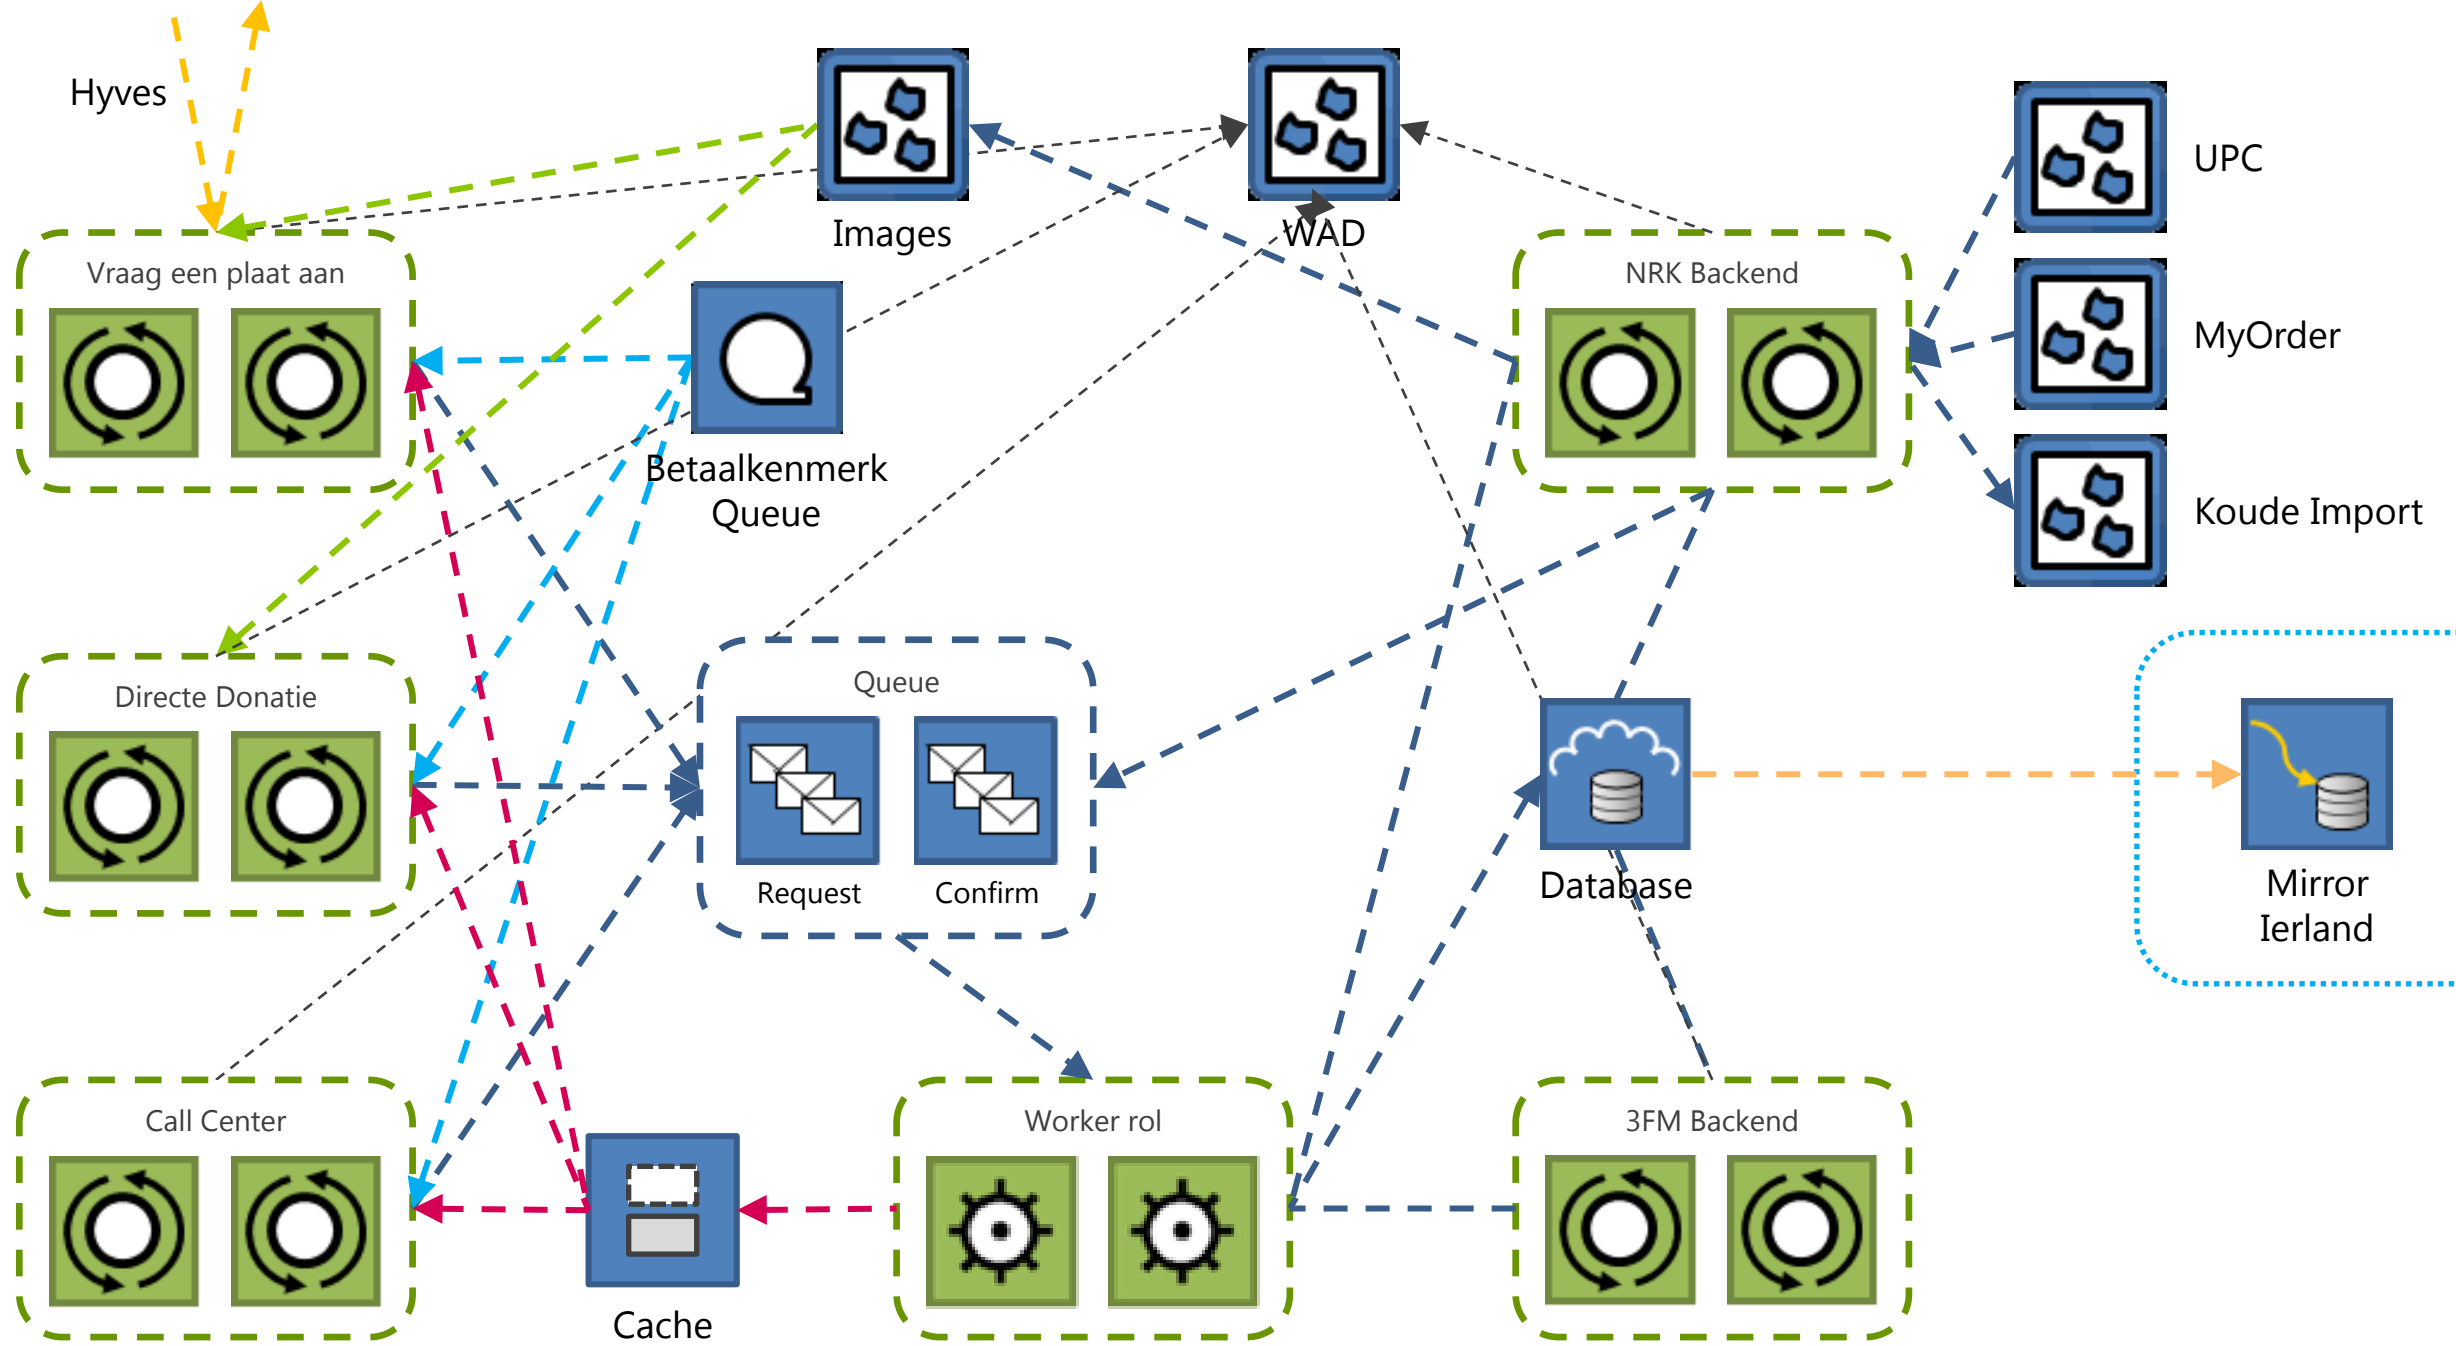 Hyves
Images
WAD
UPC
Vraag een plaat aan
NRK Backend
MyOrder
Betaalkenmerk
Queue
Koude Import
Directe Donatie
Queue
Request
Confirm
Database
Mirror
Ierland
Call Center
Worker rol
3FM Backend
Cache